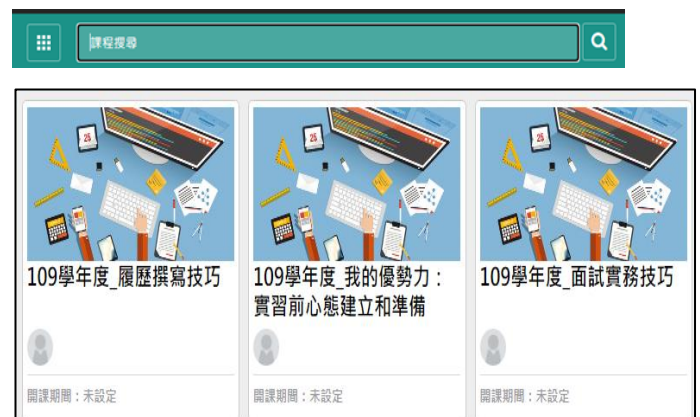 課程搜尋
109學年度_履歷撰寫技巧
開課期間：未設定
109學年度_我的優勢力：
實習前心態建立和準備
開課期間：未設定
109學年度_面試實務技巧
開課期間：未設定
25
25
25